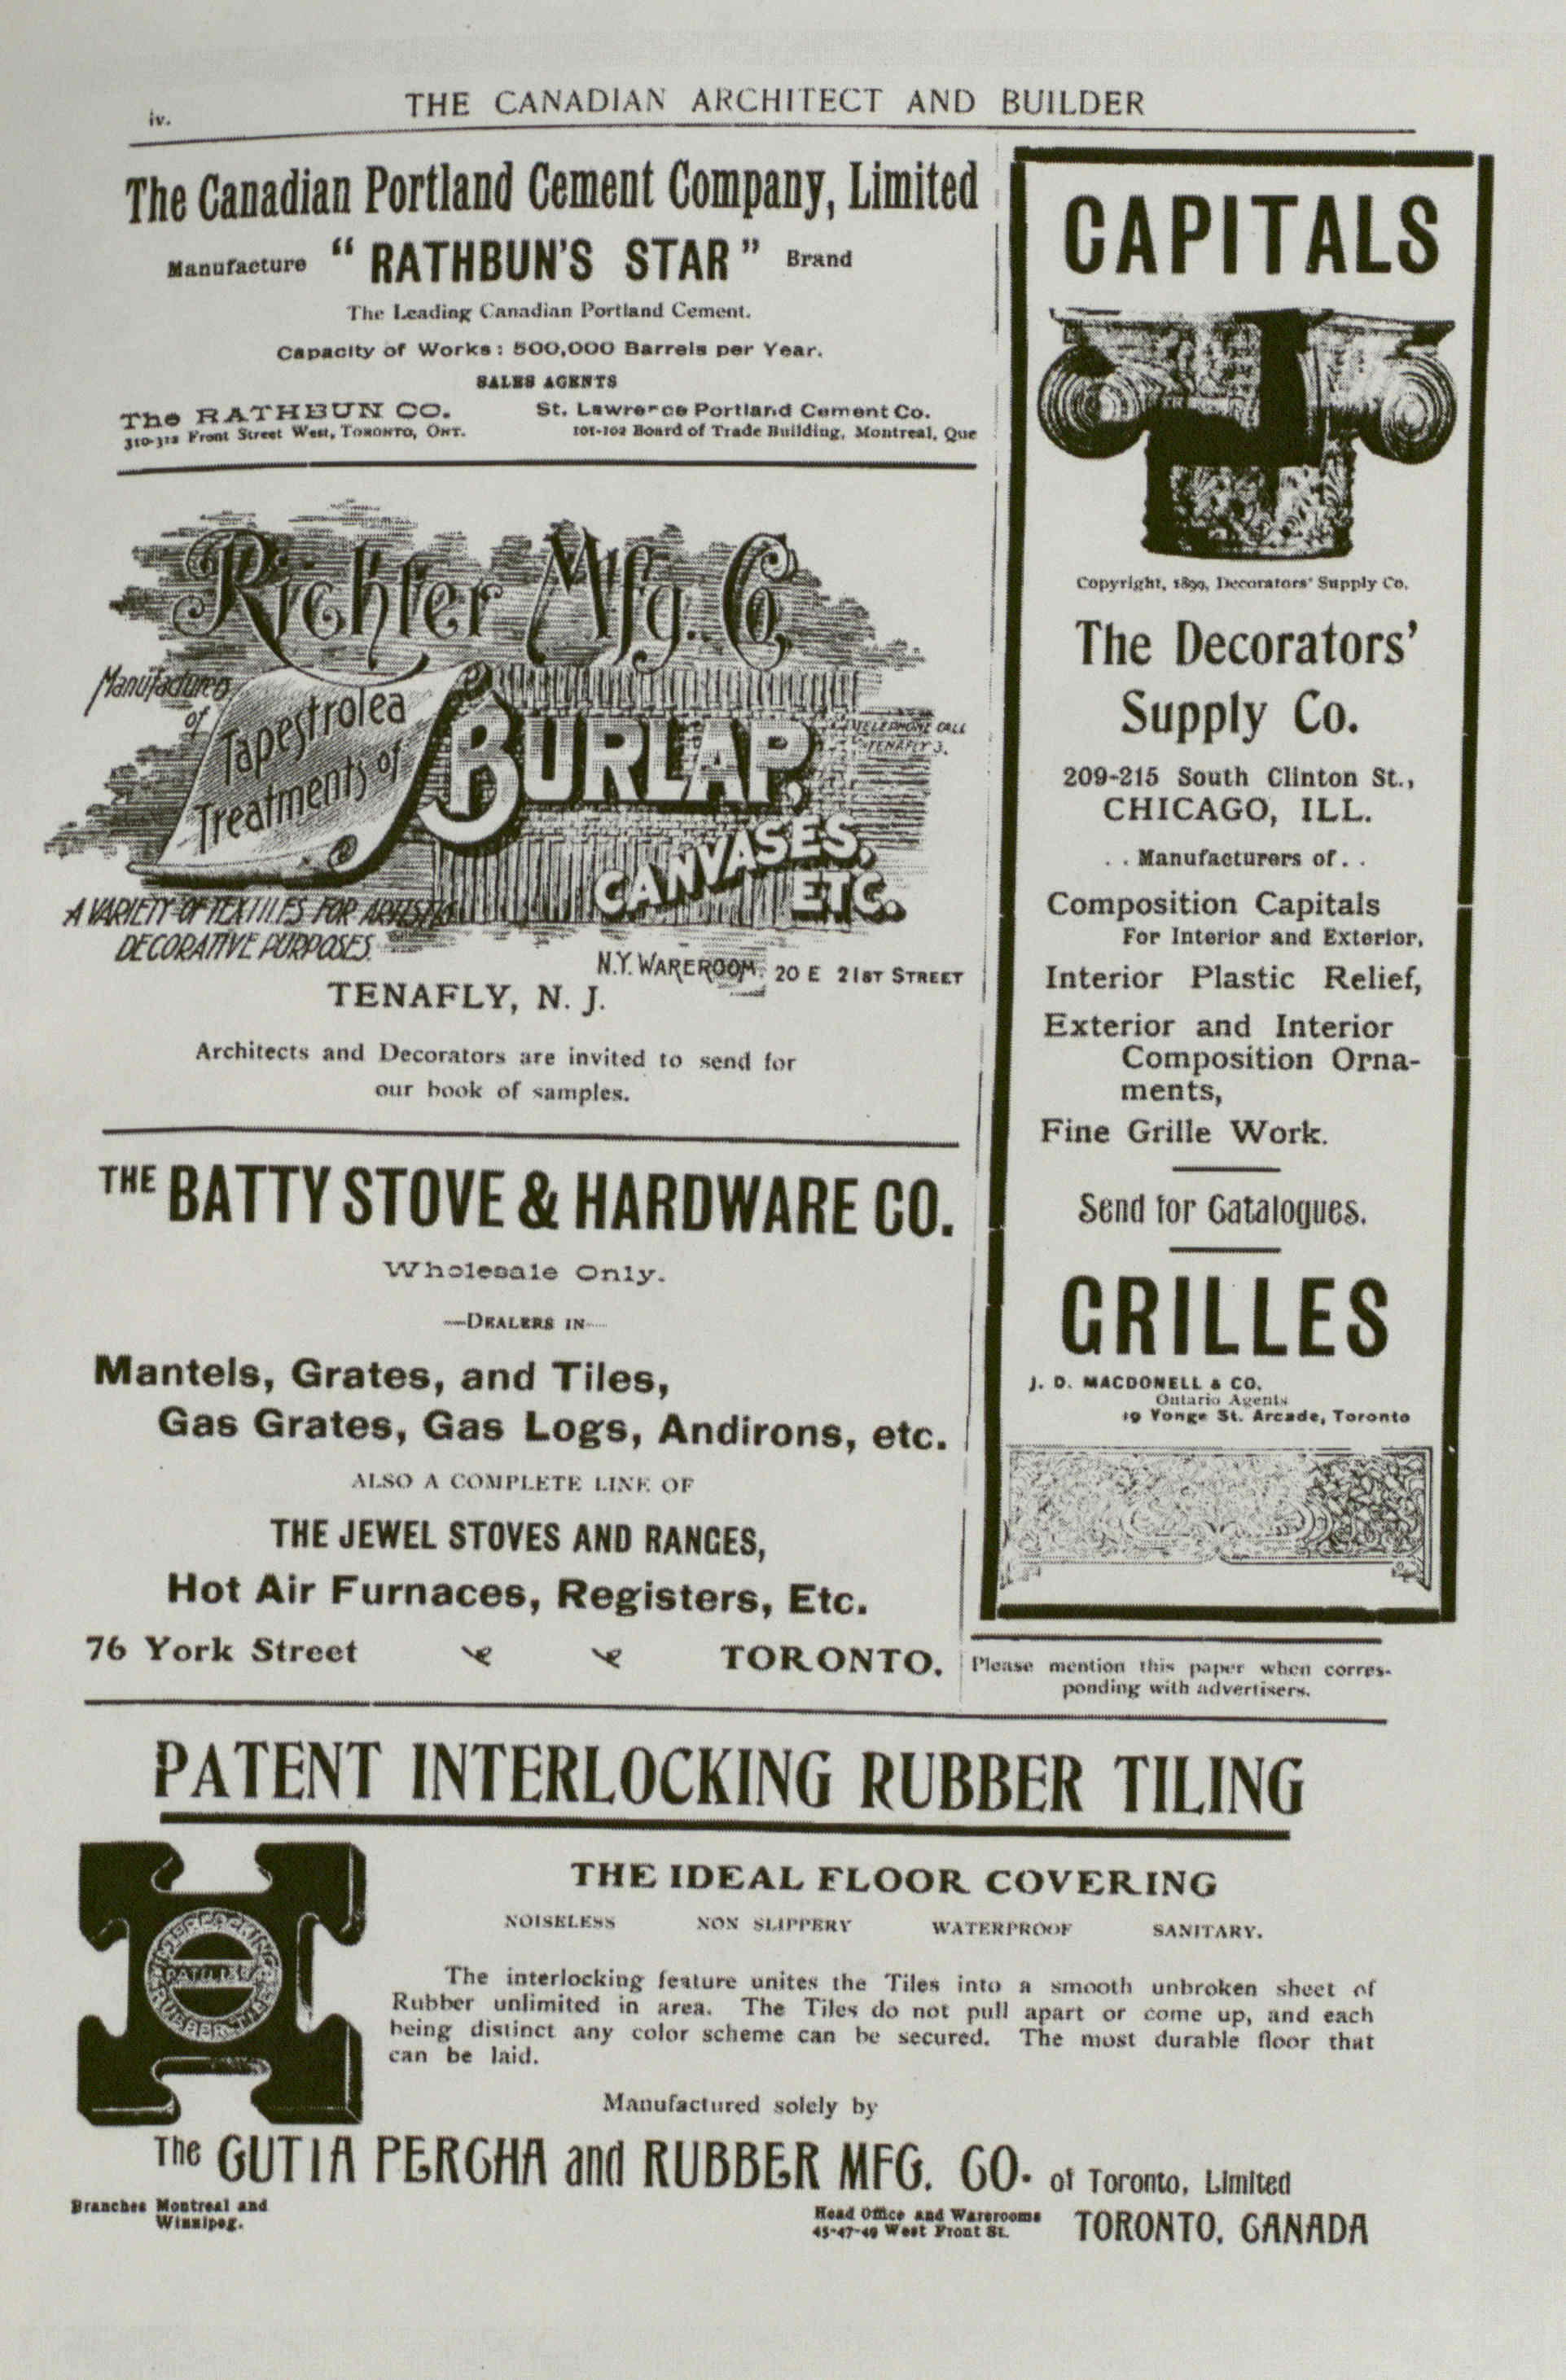 iv.
THE CANADIAN ARCHITECT AND BUILDER
The Canadian Portland Cement Company, Limited
Manufacture "RATHBUN'S STAR" Brand
The Leading Canadian Portland Cement.
Capacity of Works: 500,000 Barrels per Year.
SALES AGENTS
The RATHBUN CO.
310-312 Front Street West, TORONTO, ONT.
St. Lawrence Portland Cement Co.
101-102 Board of Trade Building, Montreal, Que
Richter Mfg. Co.
Manufacturers
of
Tapestrolea
Treatments of
BURLAP,
TELEPHONE CALL
TENAFLY 3.
CANVASES,
ETC.
A VARIETY OF TEXTILES FOR ARTISTIC
DECORATIVE PURPOSES.
N.Y. WAREROOM. 20 E 21ST STREET
TENAFLY, N. J.
Architects and Decorators are invited to send for
our book of samples.
THE BATTY STOVE & HARDWARE CO.
Wholesale Only.
—DEALERS IN—
Mantels, Grates, and Tiles,
Gas Grates, Gas Logs, Andirons, etc.
ALSO A COMPLETE LINE OF
THE JEWEL STOVES AND RANGES,
Hot Air Furnaces, Registers, Etc.
76 York Street TORONTO.
CAPITALS
Copyright, 1899, Decorators' Supply Co.
The Decorators'
Supply Co.
209-215 South Clinton St.,
CHICAGO, ILL.
. . Manufacturers of . .
Composition Capitals
For Interior and Exterior,
Interior Plastic Relief,
Exterior and Interior
Composition Orna-
ments,
Fine Grille Work.
Send for Catalogues.
GRILLES
J. D. MACDONELL & CO.
Ontario Agents
19 Yonge St. Arcade, Toronto
Please mention this paper when corres-
ponding with advertisers.
PATENT INTERLOCKING RUBBER TILING
THE IDEAL FLOOR COVERING
NOISELESS NON SLIPPERY WATERPROOF SANITARY.
INTERLOCKING
RUBBER TILE
The interlocking feature unites the Tiles into a smooth unbroken sheet of
Rubber unlimited in area. The Tiles do not pull apart or come up, and each
being distinct any color scheme can be secured. The most durable floor that
can be laid.
Manufactured solely by
The GUTTA PERCHA and RUBBER MFG. CO. of Toronto, Limited
Branches Montreal and
Winnipeg.
Head Office and Warerooms
45-47-49 West Front St.
TORONTO, CANADA